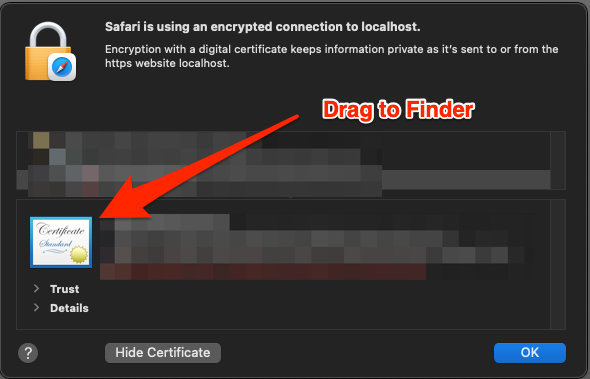 Safari is using an encrypted connection to localhost.
Encryption with a digital certificate keeps information private as it's sent to or from the
https website localhost.
Drag to Finder
Certificate
Standard
Trust
Details
?
Hide Certificate
OK